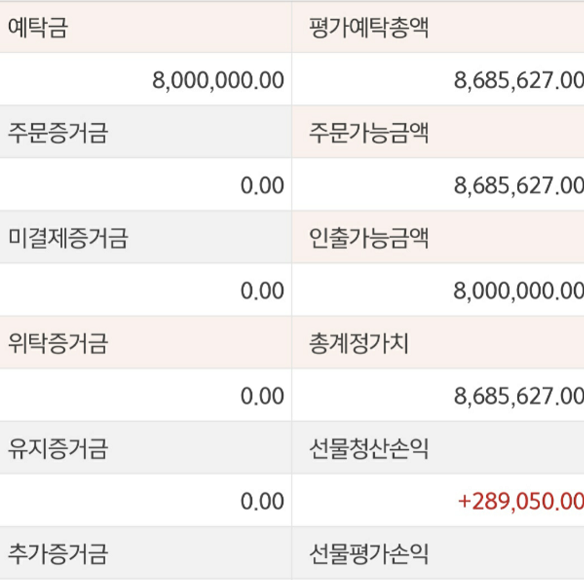 예탁금 평가예탁총액
8,000,000.00 8,685,627.00
주문증거금 주문가능금액
0.00 8,685,627.00
미결제증거금 인출가능금액
0.00 8,000,000.00
위탁증거금 총계정가치
0.00 8,685,627.00
유지증거금 선물청산손익
0.00 +289,050.00
추가증거금 선물평가손익